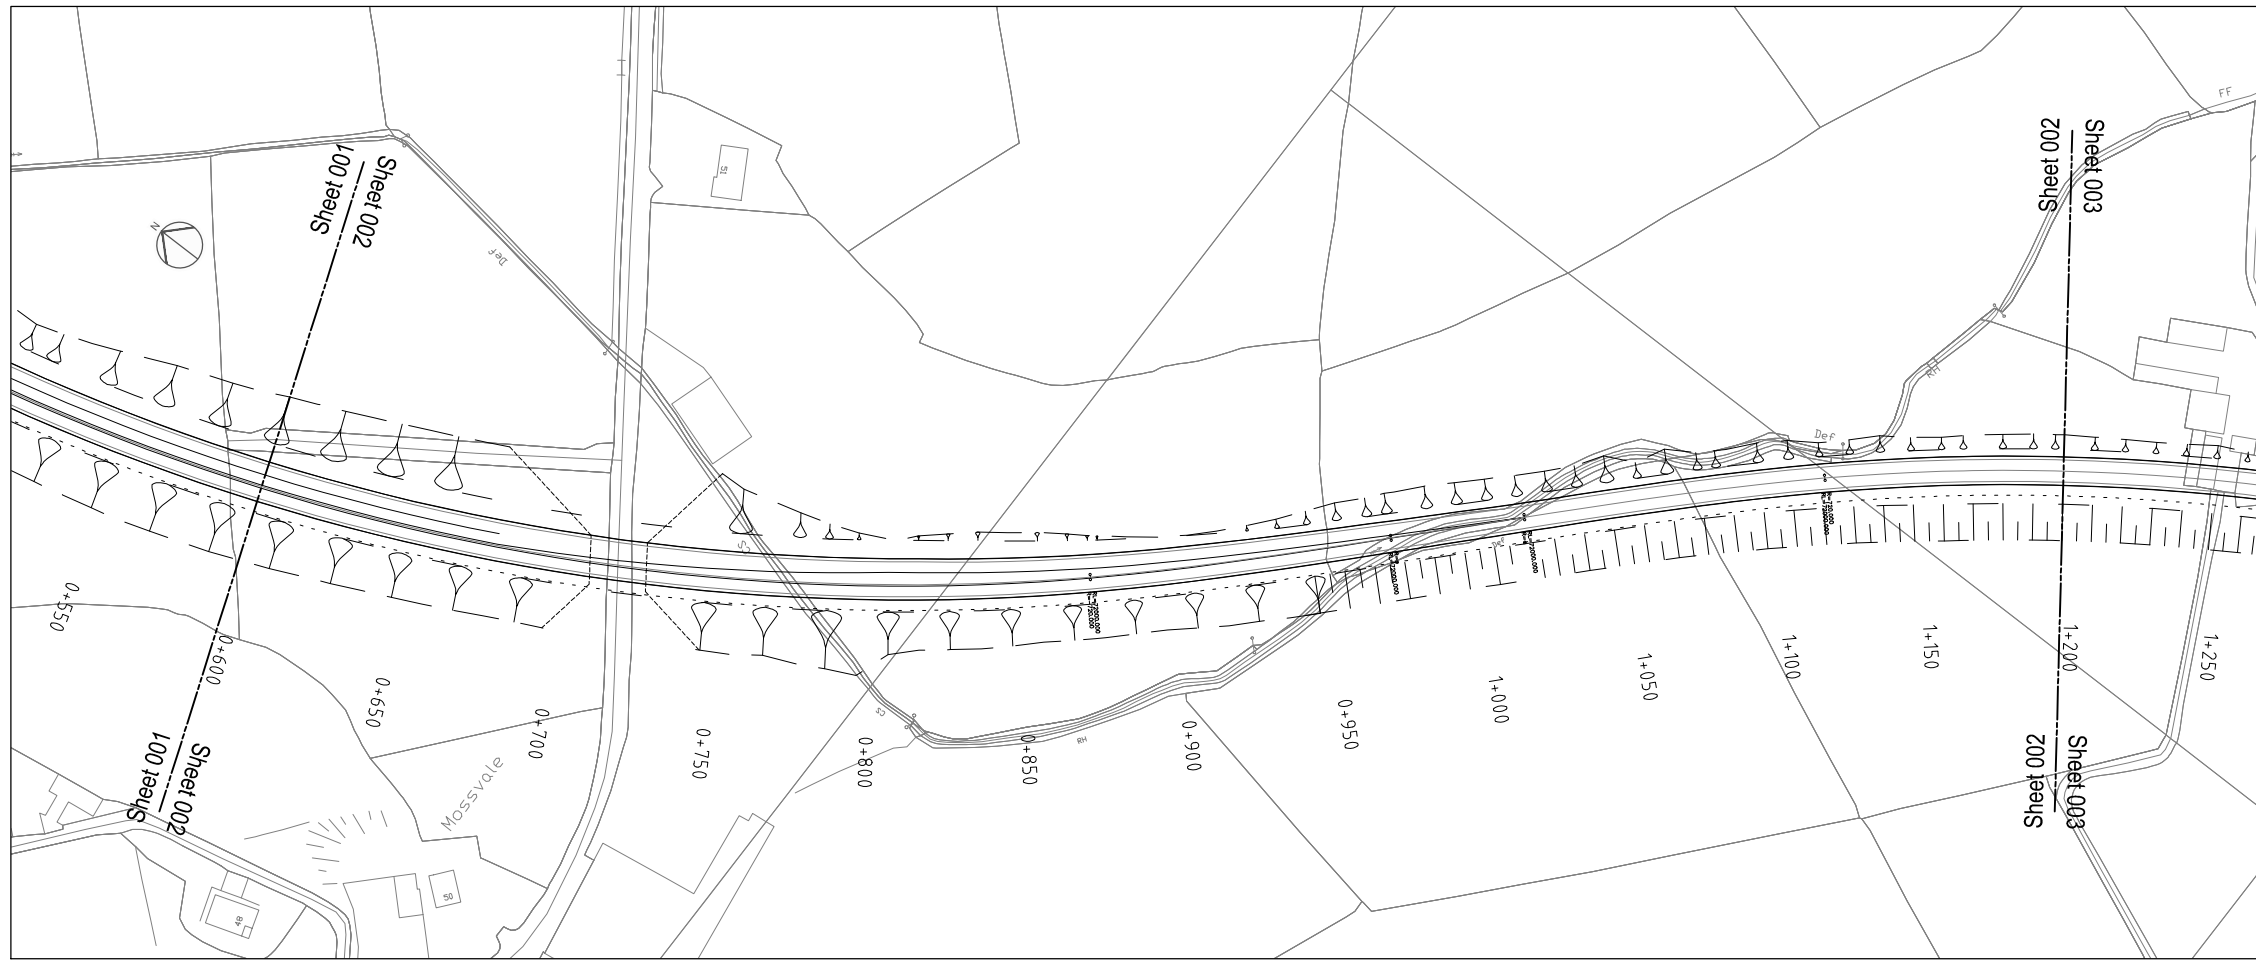 FF
Sheet 001
Sheet 002
Sheet 002
Sheet 003
51
N
Def
RH
Def
CS
0+550
0+600
0+650
0+700
0+750
0+800
0+850
0+900
0+950
1+000
1+050
1+100
1+150
1+200
1+250
CS
RH
Mossvale
Sheet 001
Sheet 002
Sheet 002
Sheet 003
50
48